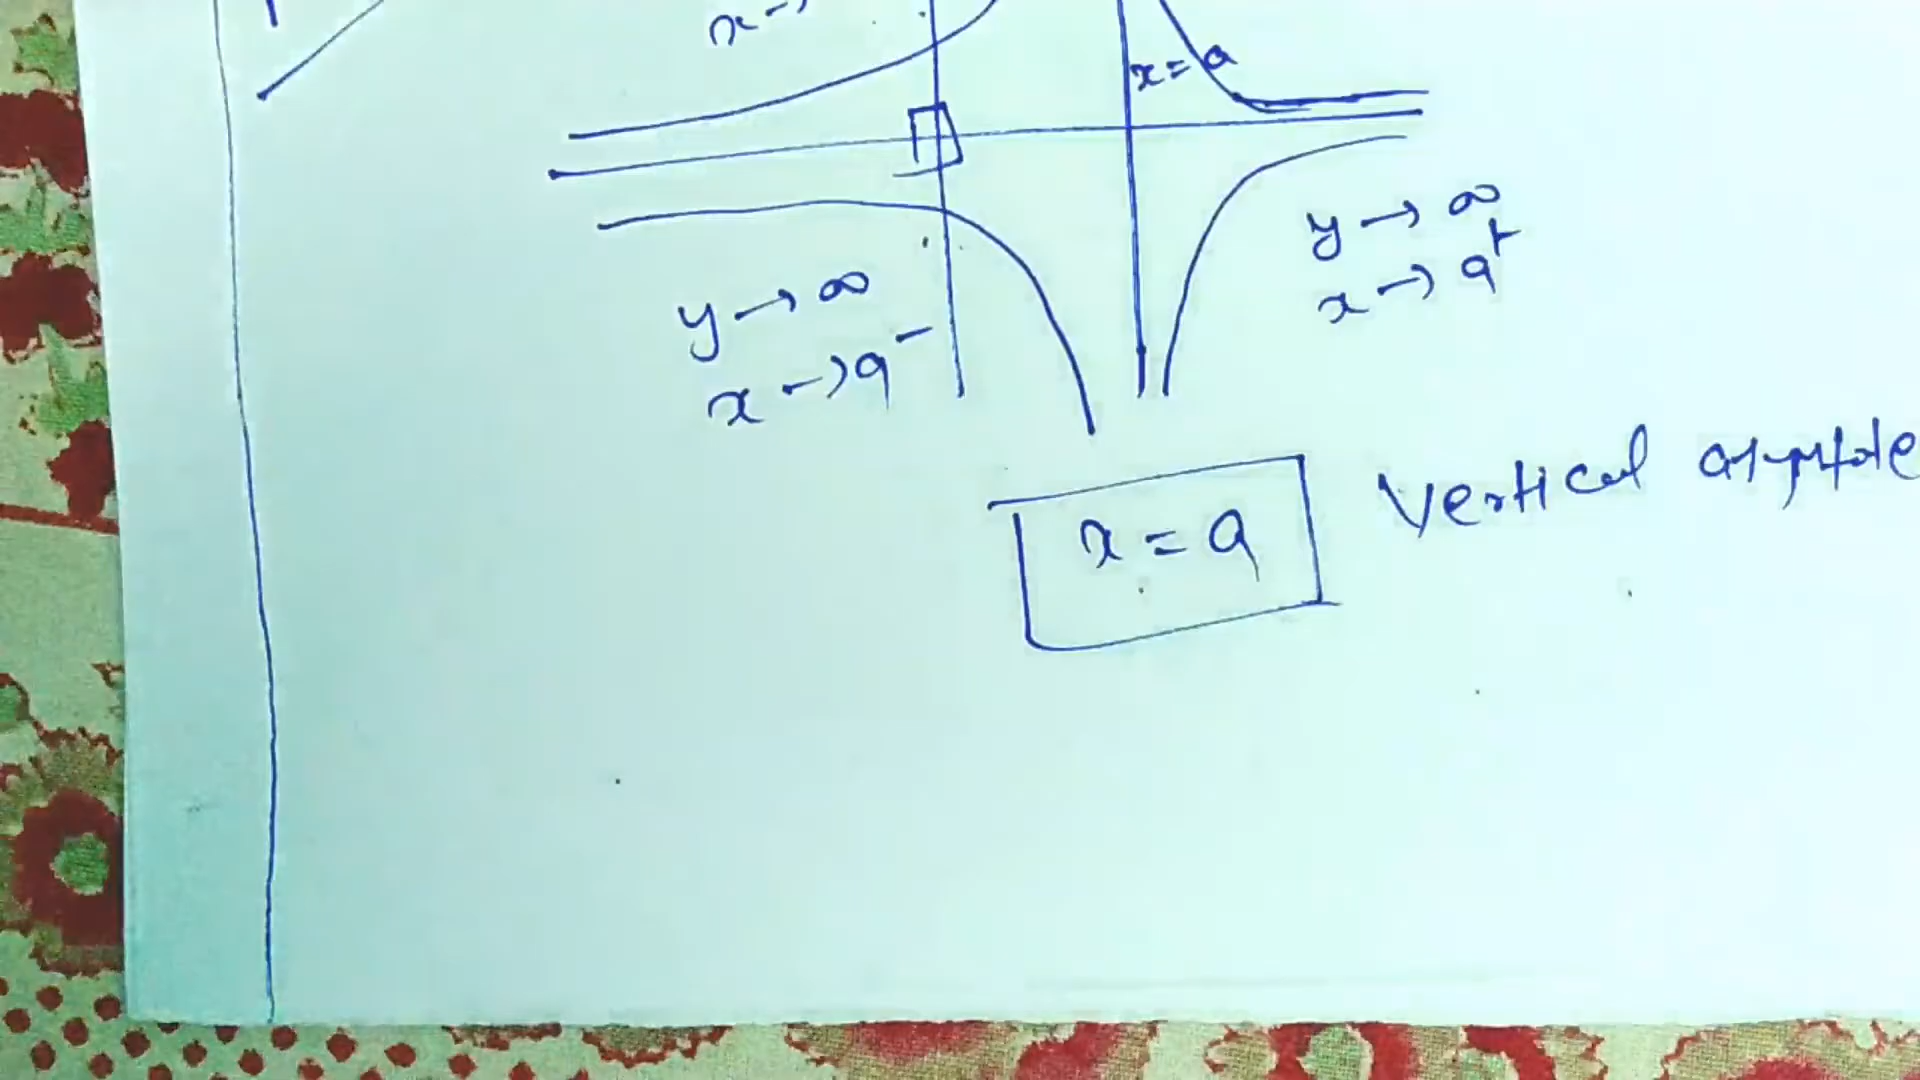 x →
x = a
y → ∞
x → a⁺
y → ∞
x → a⁻
x = a
Vertical asymptote